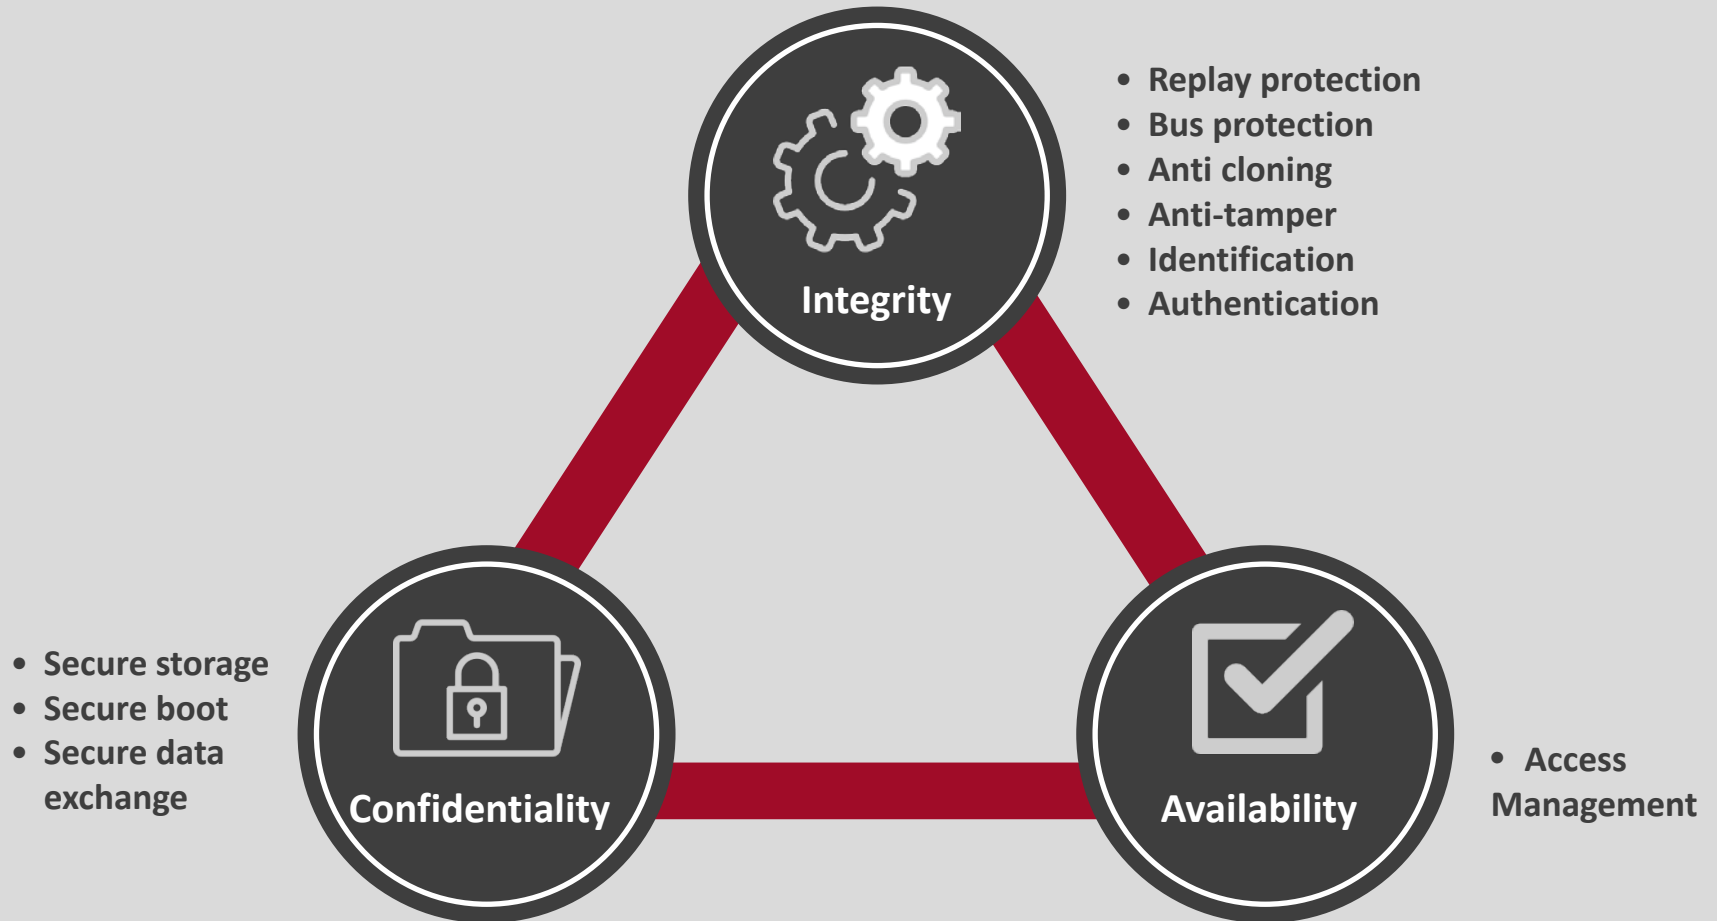 • Replay protection
• Bus protection
• Anti cloning
• Anti-tamper
• Identification
• Authentication
Integrity
• Secure storage
• Secure boot
• Secure data
exchange
Confidentiality
Availability
• Access
Management